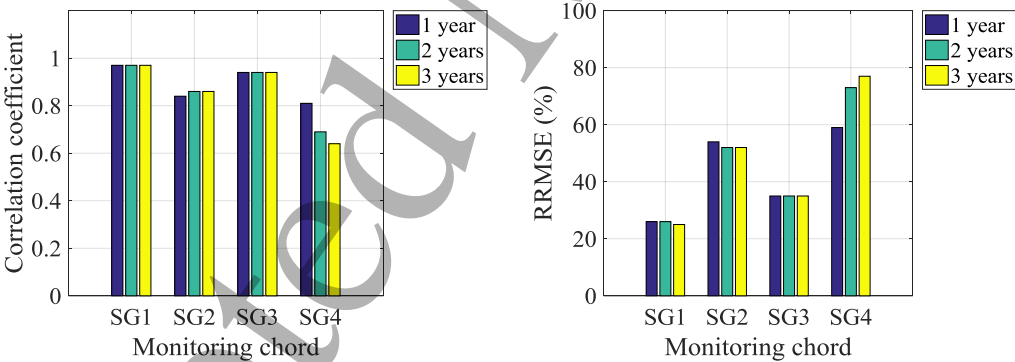 Correlation coefficient
1
0.8
0.6
0.4
0.2
0
SG1 SG2 SG3 SG4
Monitoring chord
1 year
2 years
3 years
RRMSE (%)
100
80
60
40
20
0
SG1 SG2 SG3 SG4
Monitoring chord
1 year
2 years
3 years